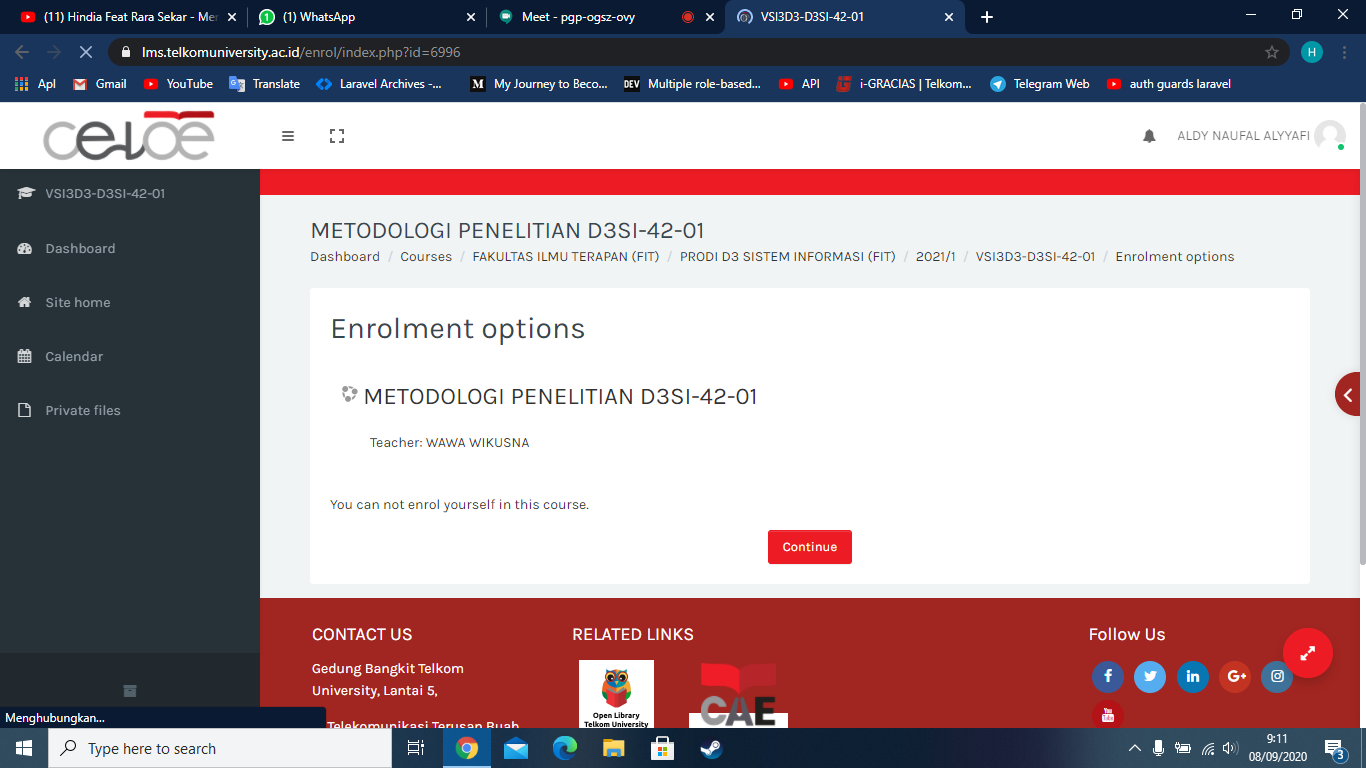 (11) Hindia Feat Rara Sekar - Mer
(1) WhatsApp
Meet - pgp-ogsz-ovy
VSI3D3-D3SI-42-01
lms.telkomuniversity.ac.id/enrol/index.php?id=6996
H
Apl
Gmail
YouTube
Translate
Laravel Archives -...
M
My Journey to Beco...
DEV
Multiple role-based...
API
i-GRACIAS | Telkom...
Telegram Web
auth guards laravel
celoe
ALDY NAUFAL ALYYAFI
VSI3D3-D3SI-42-01
Dashboard
Site home
Calendar
Private files
METODOLOGI PENELITIAN D3SI-42-01
Dashboard / Courses / FAKULTAS ILMU TERAPAN (FIT) / PRODI D3 SISTEM INFORMASI (FIT) / 2021/1 / VSI3D3-D3SI-42-01 / Enrolment options
Enrolment options
METODOLOGI PENELITIAN D3SI-42-01
Teacher: WAWA WIKUSNA
You can not enrol yourself in this course.
Continue
CONTACT US
Gedung Bangkit Telkom
University, Lantai 5,
Telekomunikasi Terusan Buah
RELATED LINKS
Open Library
Telkom University
CAE
Follow Us
f
in
G+
You
Tube
Menghubungkan...
Type here to search
9:11
08/09/2020
3